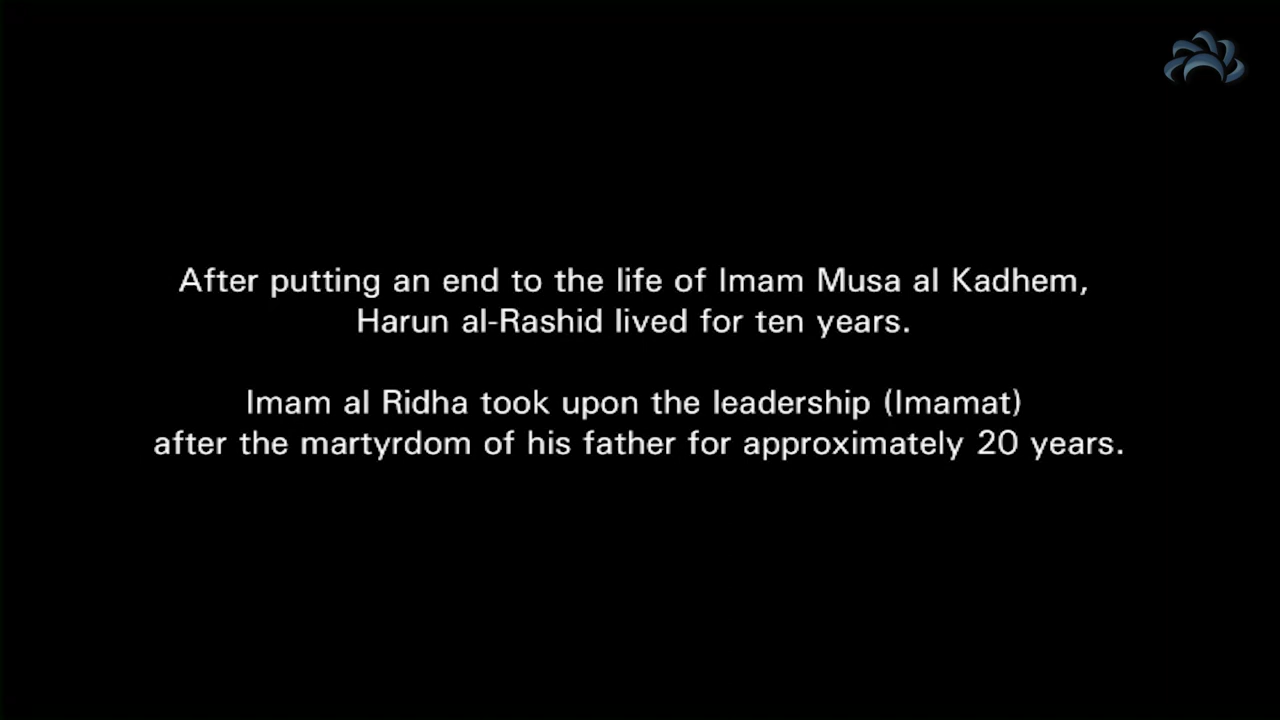 After putting an end to the life of Imam Musa al Kadhem,
Harun al-Rashid lived for ten years.
Imam al Ridha took upon the leadership (Imamat)
after the martyrdom of his father for approximately 20 years.